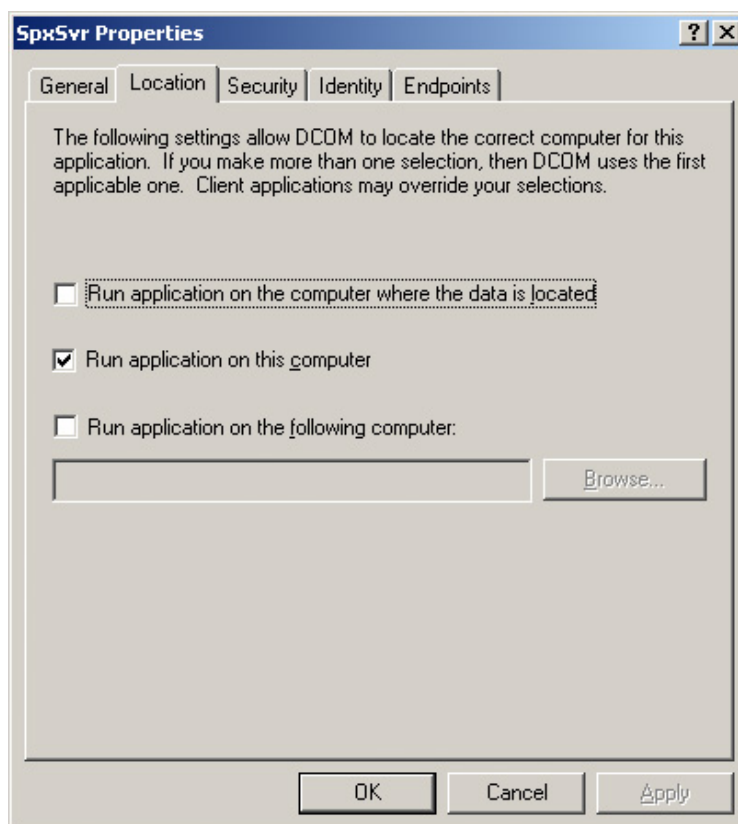 SpxSvr Properties
General Location Security Identity Endpoints
The following settings allow DCOM to locate the correct computer for this
application. If you make more than one selection, then DCOM uses the first
applicable one. Client applications may override your selections.
Run application on the computer where the data is located
Run application on this computer
Run application on the following computer:
Browse...
OK Cancel Apply